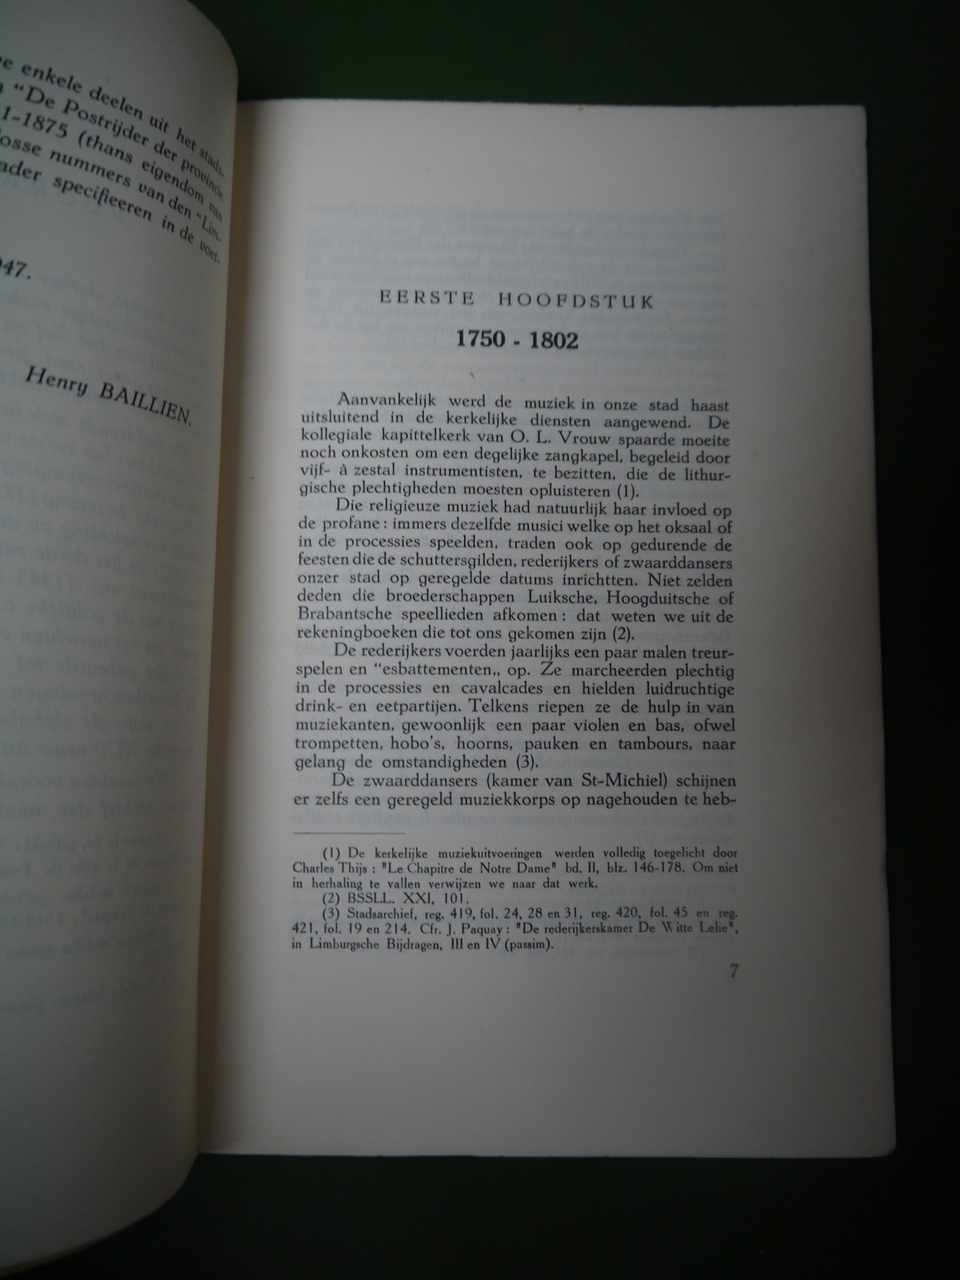 enkele deelen uit het stads-
"De Postrijder der provincie
1-1875 (thans eigendom van
losse nummers van den "Lim-
specifieeren in de voet-
947.
Henry BAILLIEN.
EERSTE HOOFDSTUK
1750 - 1802
Aanvankelijk werd de muziek in onze stad haast
uitsluitend in de kerkelijke diensten aangewend. De
kollegiale kapittelkerk van O. L. Vrouw spaarde moeite
noch onkosten om een degelijke zangkapel, begeleid door
vijf- à zestal instrumentisten, te bezitten, die de lithur-
gische plechtigheden moesten opluisteren (1).
Die religieuze muziek had natuurlijk haar invloed op
de profane : immers dezelfde musici welke op het oksaal of
in de processies speelden, traden ook op gedurende de
feesten die de schuttersgilden, rederijkers of zwaarddansers
onzer stad op geregelde datums inrichtten. Niet zelden
deden die broederschappen Luiksche, Hoogduitsche of
Brabantsche speellieden afkomen : dat weten we uit de
rekeningboeken die tot ons gekomen zijn (2).
De rederijkers voerden jaarlijks een paar malen treur-
spelen en "esbattementen„ op. Ze marcheerden plechtig
in de processies en cavalcades en hielden luidruchtige
drink- en eetpartijen. Telkens riepen ze de hulp in van
muziekanten, gewoonlijk een paar violen en bas, ofwel
trompetten, hobo's, hoorns, pauken en tambours, naar
gelang de omstandigheden (3).
De zwaarddansers (kamer van St-Michiel) schijnen
er zelfs een geregeld muziekkorps op nagehouden te heb-
(1) De kerkelijke muziekuitvoeringen werden volledig toegelicht door
Charles Thijs : "Le Chapitre de Notre Dame" bd. II, blz. 146-178. Om niet
in herhaling te vallen verwijzen we naar dat werk.
(2) BSSLL. XXI, 101.
(3) Stadsarchief, reg. 419, fol. 24, 28 en 31, reg. 420, fol. 45 en reg.
421, fol. 19 en 214. Cfr. J. Paquay : "De rederijkerskamer De Witte Lelie",
in Limburgsche Bijdragen, III en IV (passim).
7